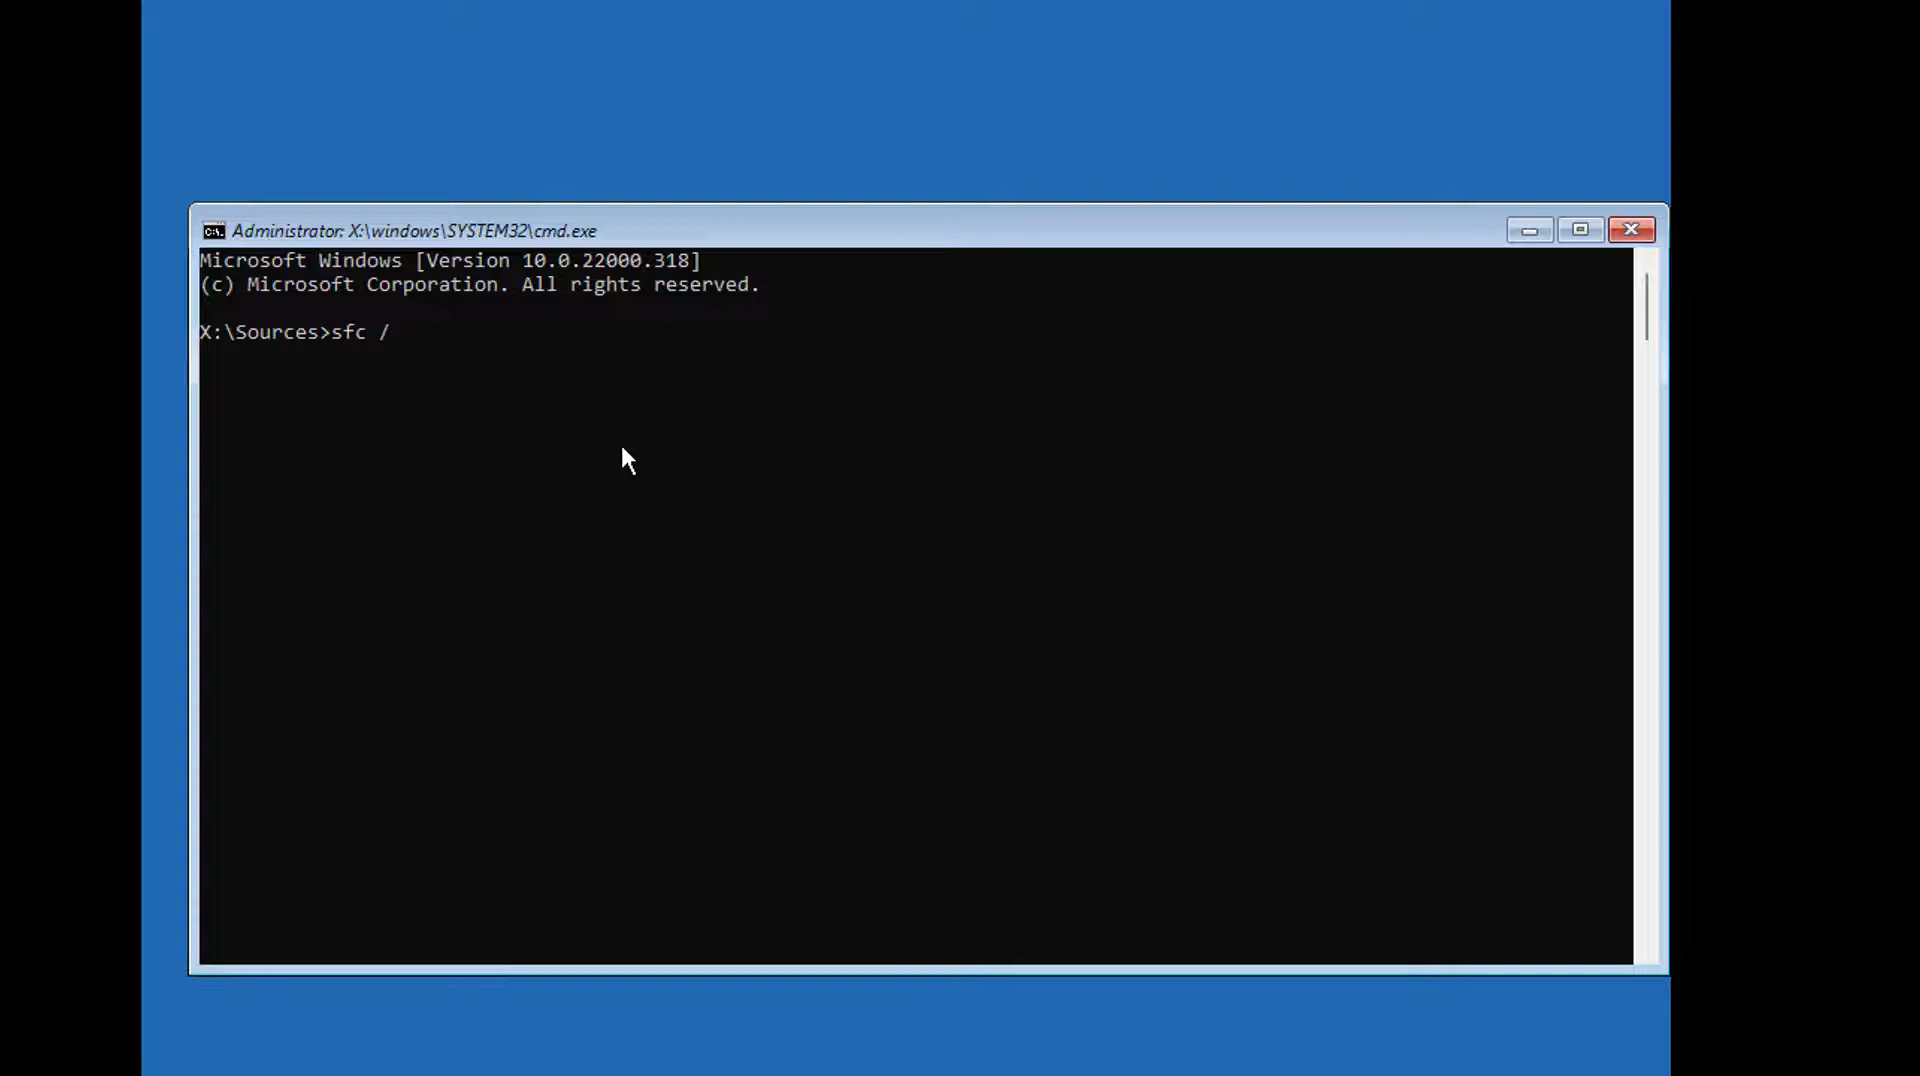 Administrator: X:\windows\SYSTEM32\cmd.exe
Microsoft Windows [Version 10.0.22000.318]
(c) Microsoft Corporation. All rights reserved.
X:\Sources>sfc /